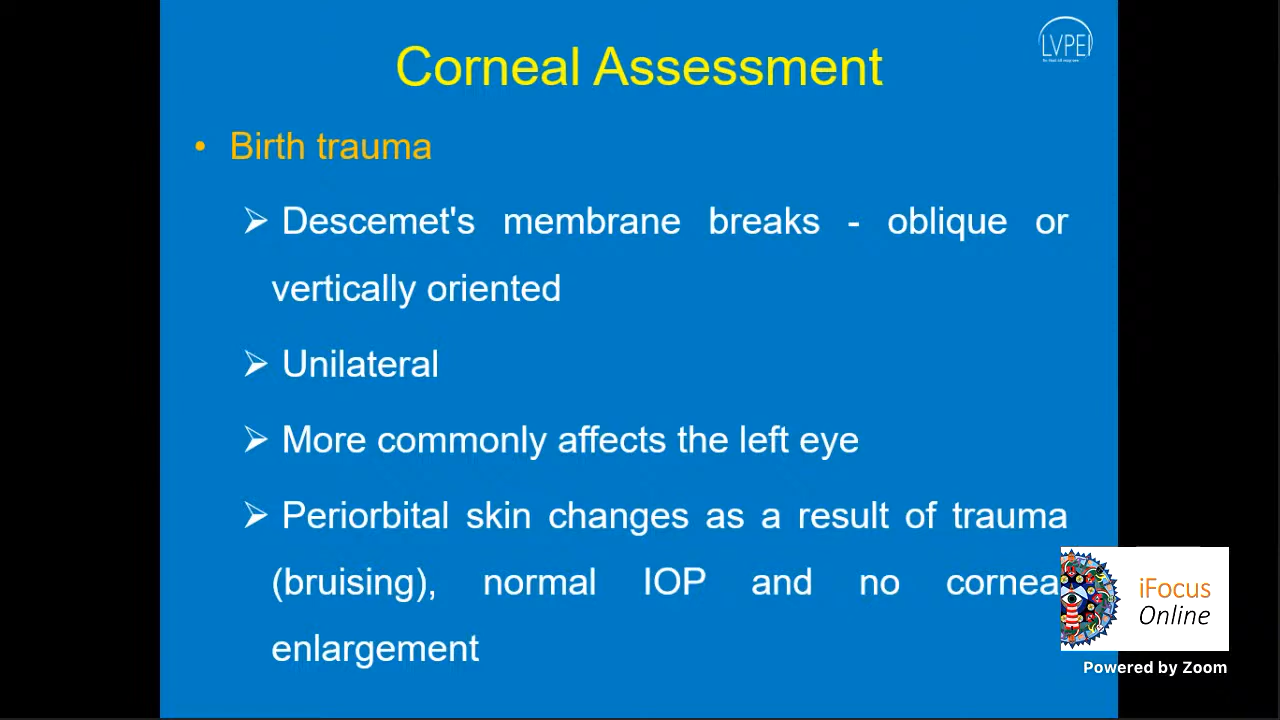 LVPEI
Corneal Assessment
• Birth trauma
➢ Descemet's membrane breaks - oblique or
vertically oriented
➢ Unilateral
➢ More commonly affects the left eye
➢ Periorbital skin changes as a result of trauma
(bruising), normal IOP and no cornea
enlargement
iFocus
Online
Powered by Zoom